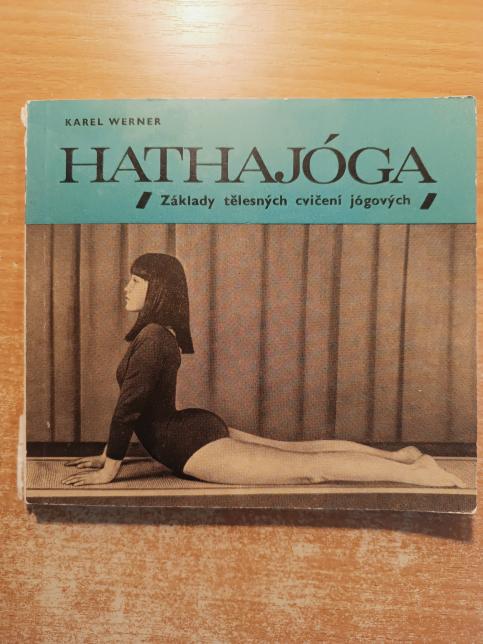 KAREL WERNER
HATHAJÓGA
Základy tělesných cvičení jógových